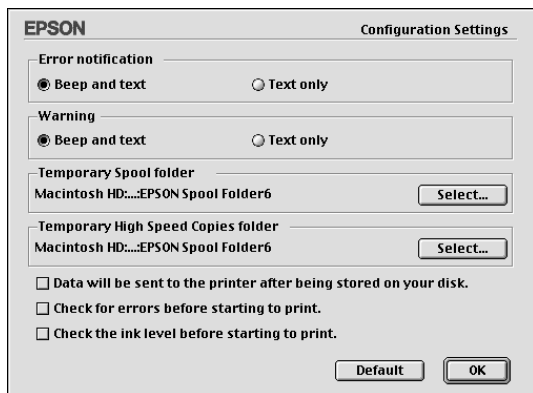 EPSON Configuration Settings
Error notification
Beep and text Text only
Warning
Beep and text Text only
Temporary Spool folder
Macintosh HD:...:EPSON Spool Folder6 Select...
Temporary High Speed Copies folder
Macintosh HD:...:EPSON Spool Folder6 Select...
Data will be sent to the printer after being stored on your disk.
Check for errors before starting to print.
Check the ink level before starting to print.
Default OK